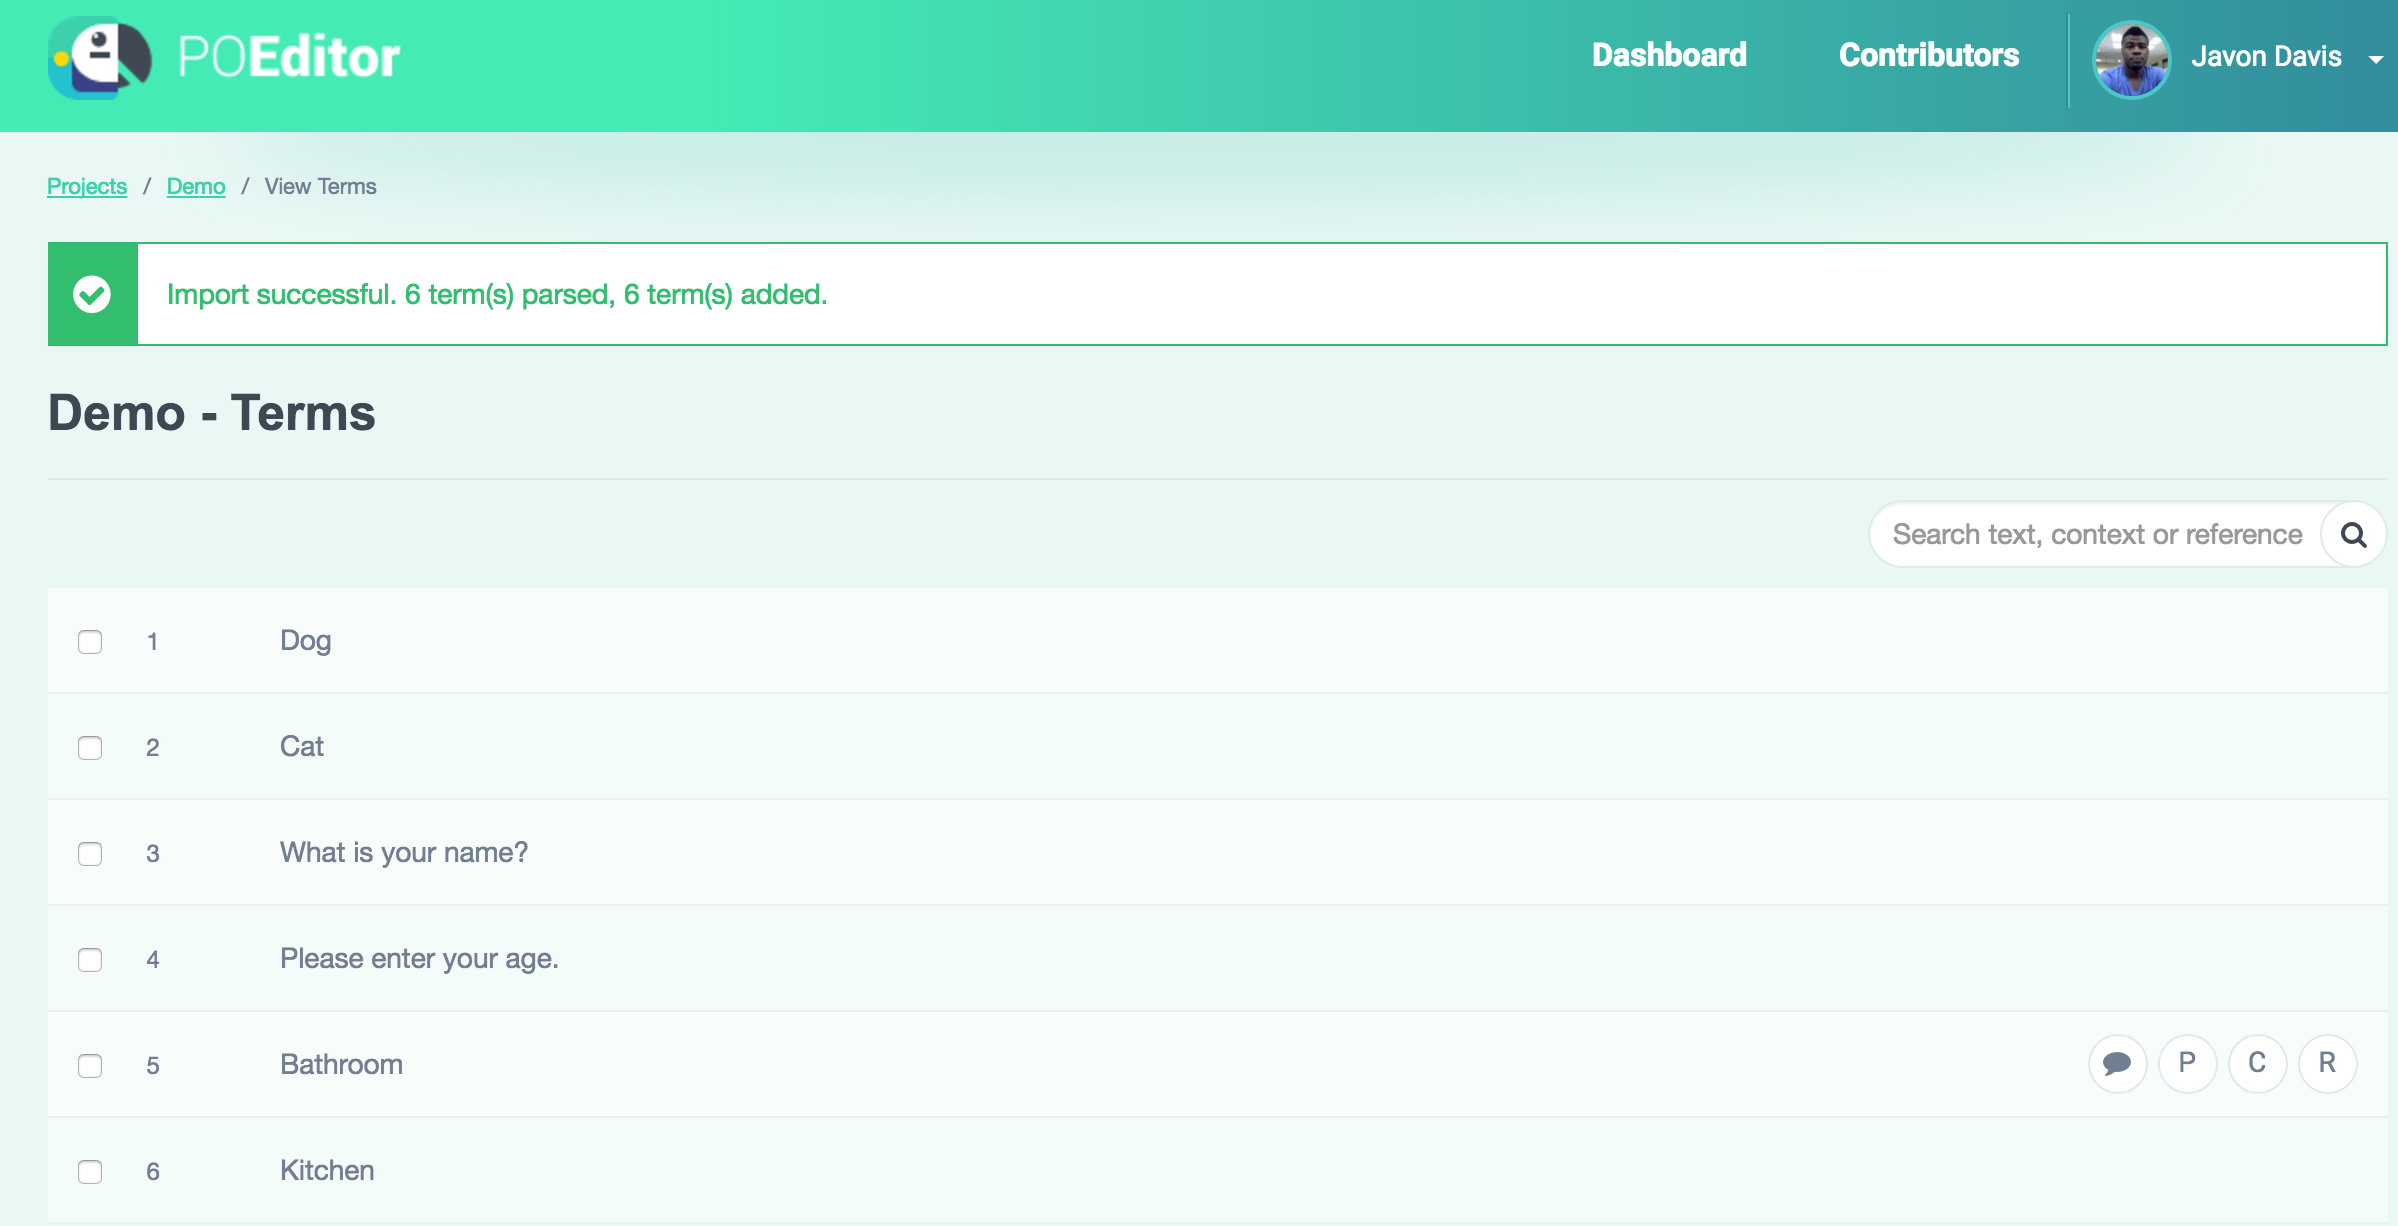 POEditor
Dashboard
Contributors
Javon Davis
Projects / Demo / View Terms
Import successful. 6 term(s) parsed, 6 term(s) added.
Demo - Terms
Search text, context or reference
1 Dog
2 Cat
3 What is your name?
4 Please enter your age.
5 Bathroom P C R
6 Kitchen